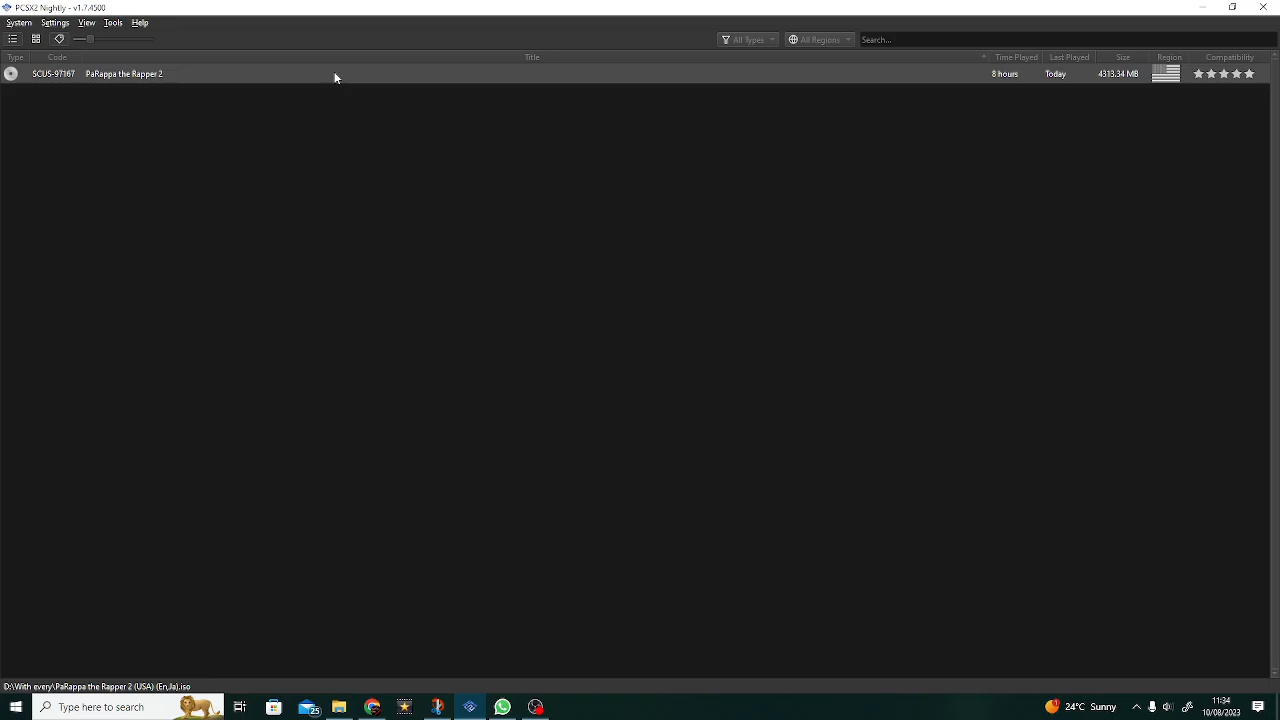 PCSX2 Nightly - v1.7.4500
System Settings View Tools Help
All Types All Regions Search...
Type Code Title Time Played Last Played Size Region Compatibility
SCUS-97167 PaRappa the Rapper 2 8 hours Today 4313.34 MB
D:\With every\PaRappa the Rapper 2 (USA) (En,Ja).iso
Type here to search 25 24°C Sunny 11:34
10/08/2023